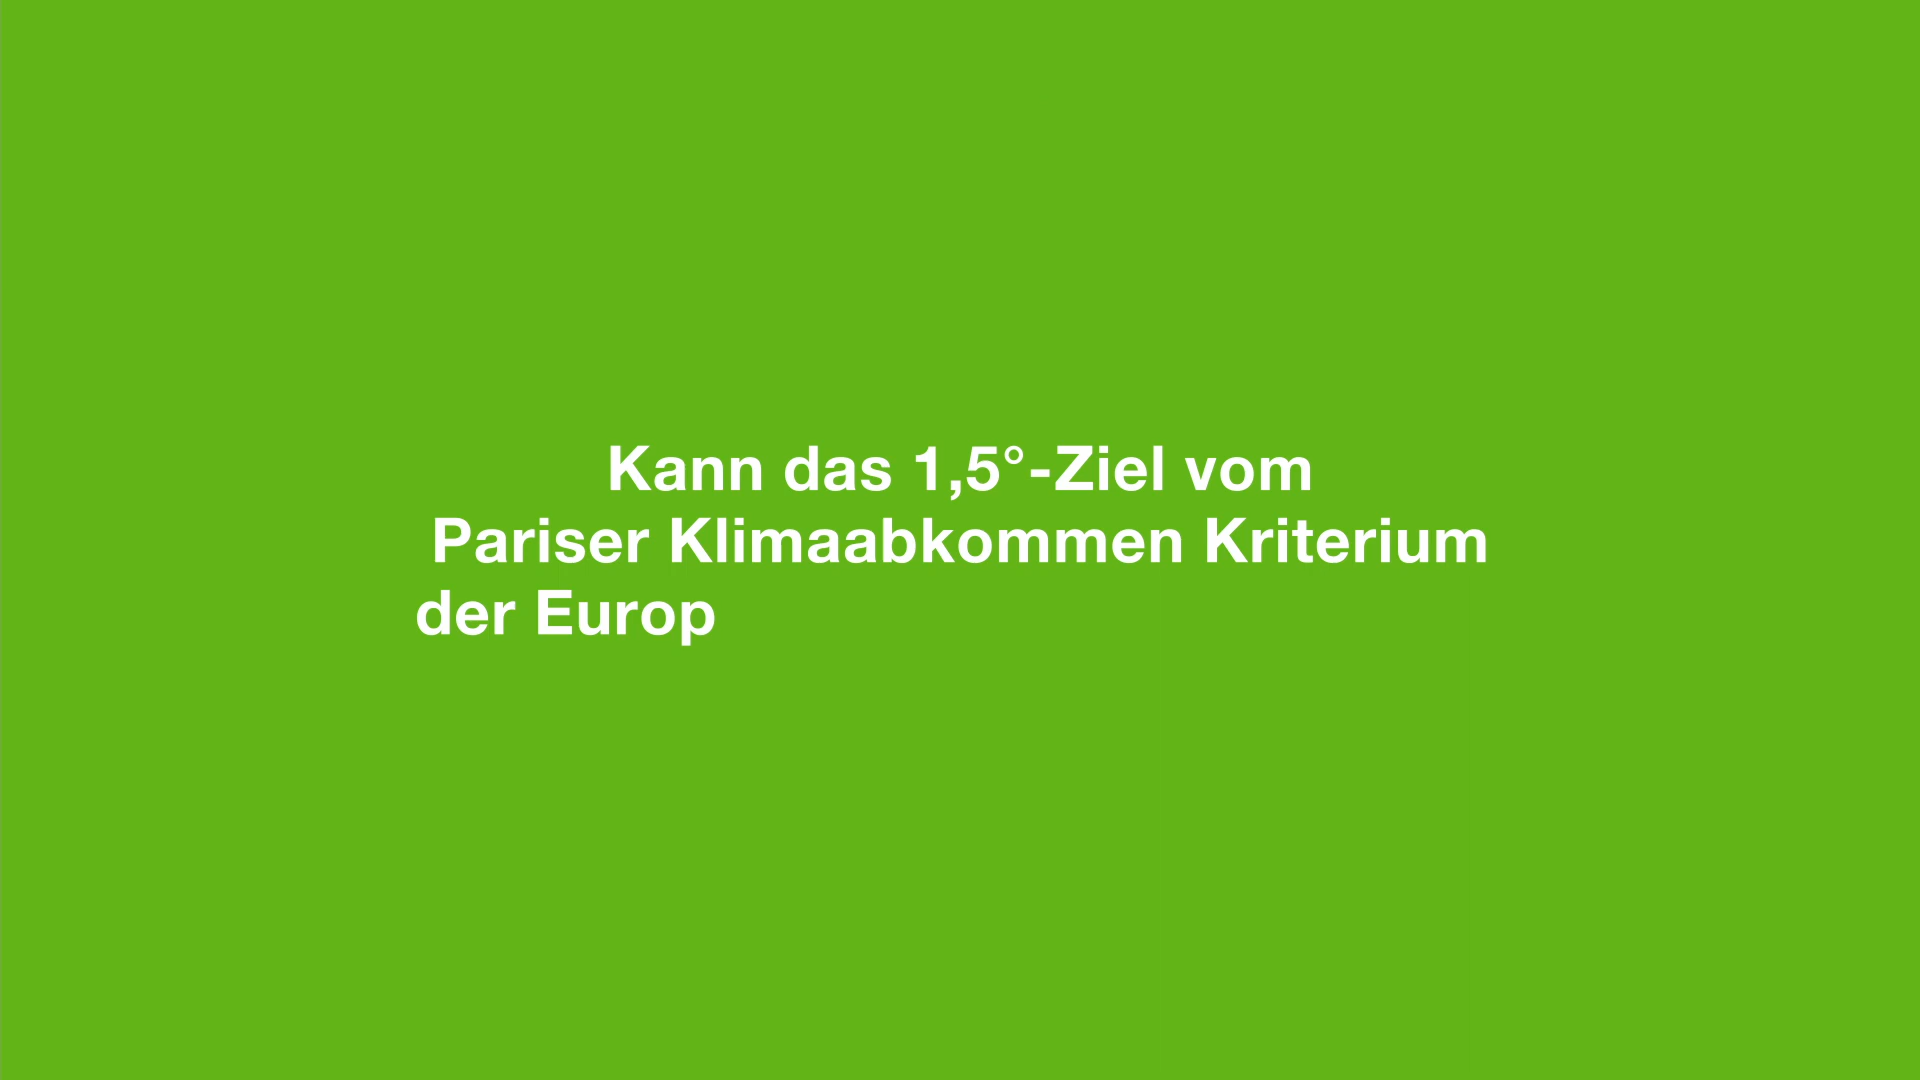 Kann das 1,5°-Ziel vom
Pariser Klimaabkommen Kriterium
der Europ